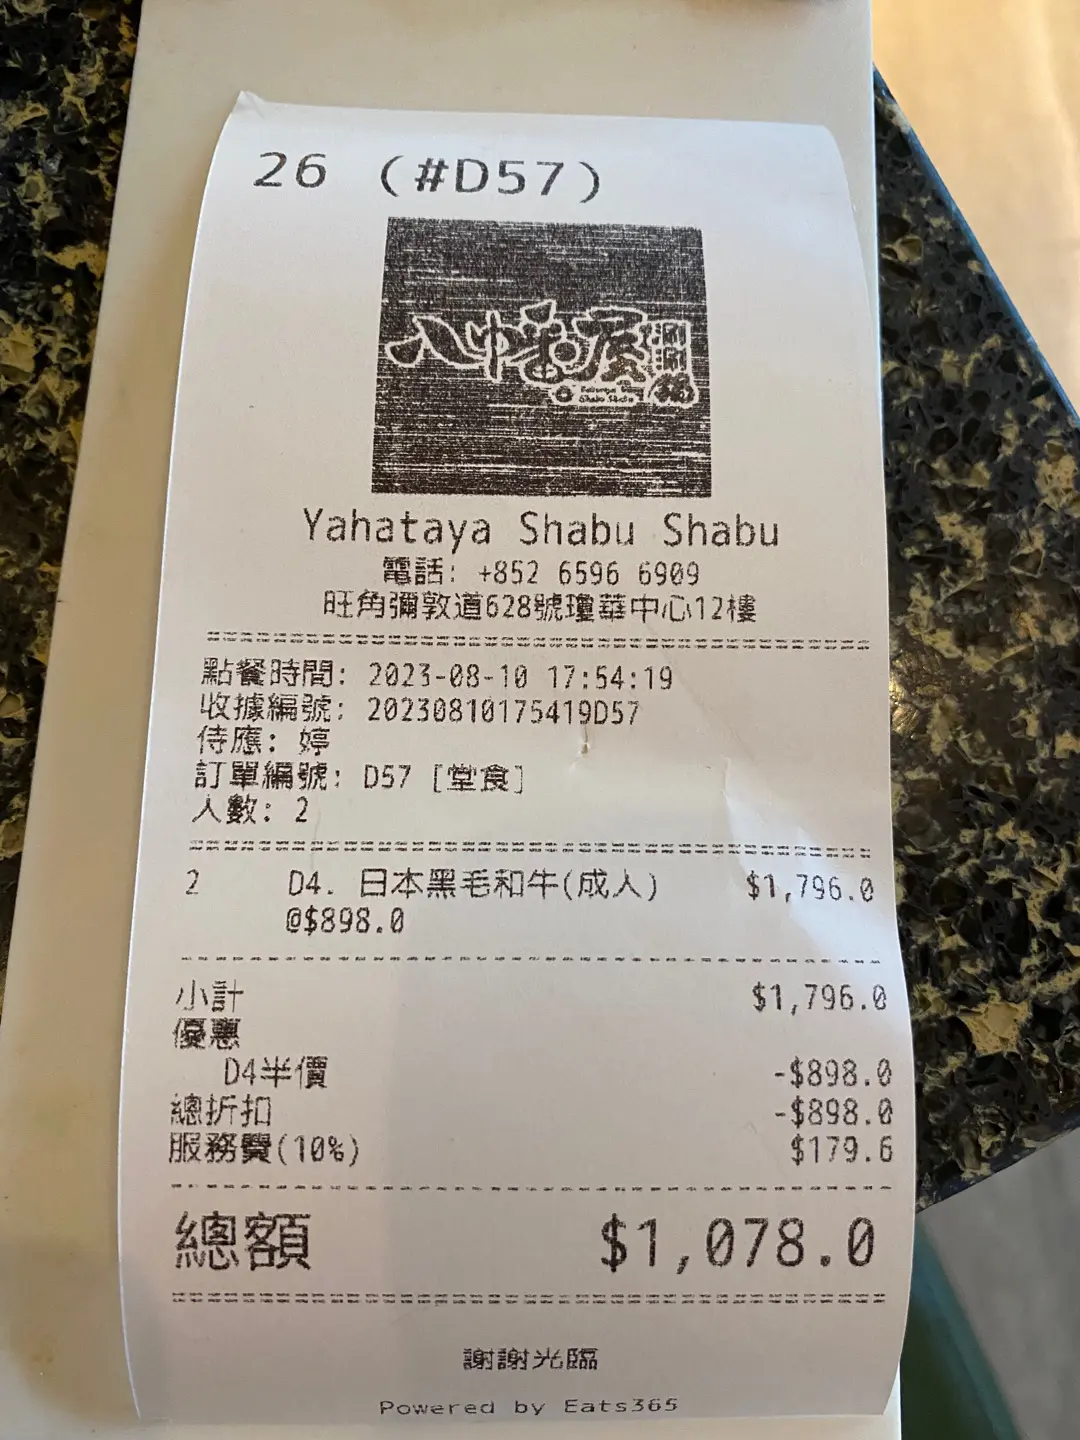 26 (#D57)
八幡屋
涮涮鍋
Yahataya Shabu Shabu
電話: +852 6596 6909
旺角彌敦道628號瓊華中心12樓
點餐時間: 2023-08-10 17:54:19
收據編號: 20230810175419D57
侍應: 婷
訂單編號: D57 [堂食]
人數: 2
2 D4. 日本黑毛和牛(成人) $1,796.0
@$898.0
小計 $1,796.0
優惠
D4半價 -$898.0
總折扣 -$898.0
服務費(10%) $179.6
總額 $1,078.0
謝謝光臨
Powered by Eats365